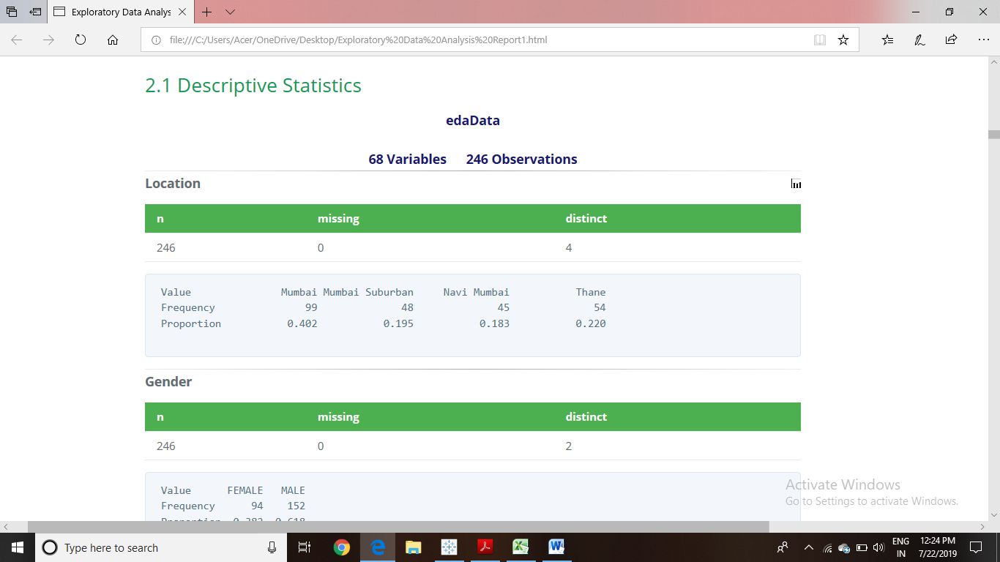 Exploratory Data Analys
file:///C:/Users/Acer/OneDrive/Desktop/Exploratory%20Data%20Analysis%20Report1.html
2.1 Descriptive Statistics
edaData
68 Variables 246 Observations
Location
n missing distinct
246 0 4
Value Mumbai Mumbai Suburban Navi Mumbai Thane
Frequency 99 48 45 54
Proportion 0.402 0.195 0.183 0.220
Gender
n missing distinct
246 0 2
Value FEMALE MALE
Frequency 94 152
Proportion 0.382 0.618
Activate Windows
Go to Settings to activate Windows.
Type here to search
ENG 12:24 PM
IN 7/22/2019